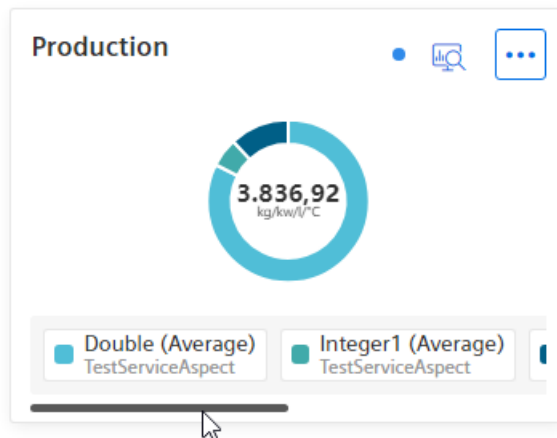 Production
3.836,92
kg/kw/l/°C
Double (Average)
TestServiceAspect
Integer1 (Average)
TestServiceAspect